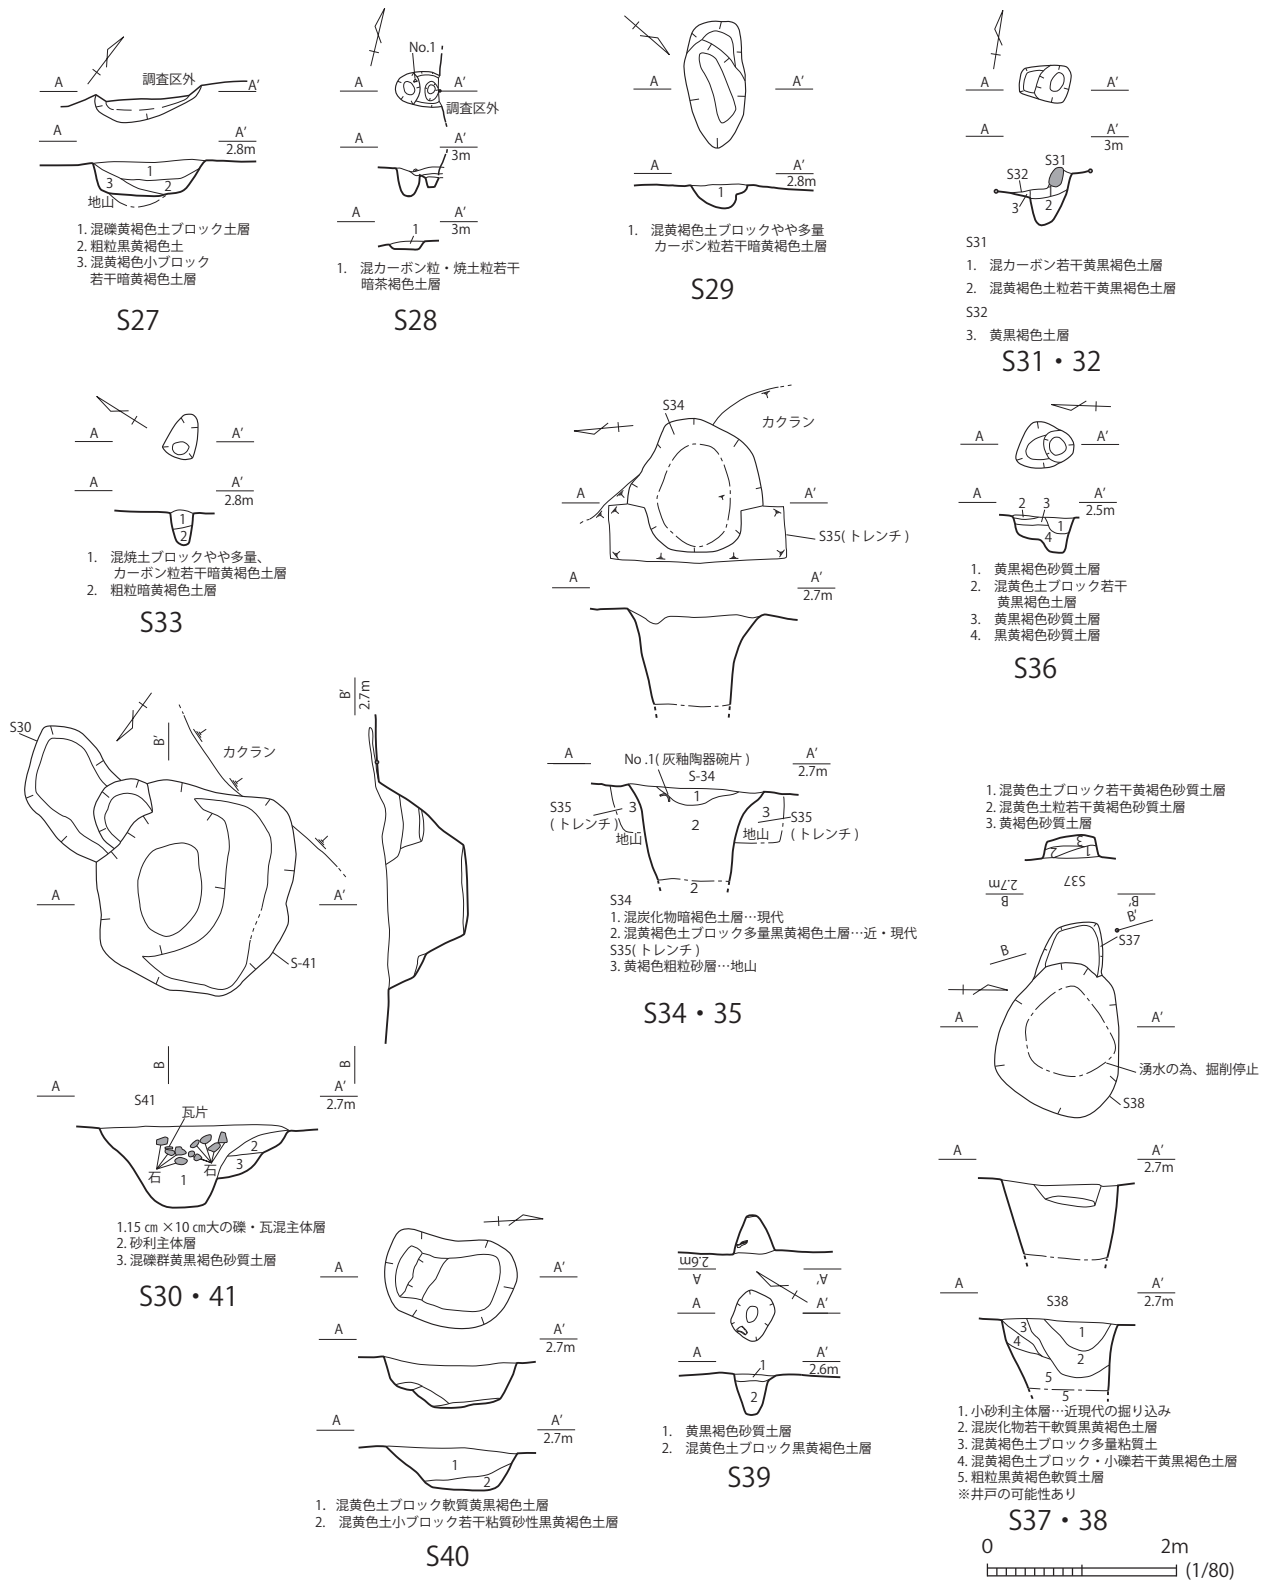 A
調査区外
A′
A
A′
2.8m
1
2
3
地山
1. 混礫黄褐色土ブロック土層
2. 粗粒黒黄褐色土
3. 混黄褐色小ブロック
若干暗黄褐色土層
S27
No.1
A
A′
調査区外
A
A′
3m
A
A′
3m
1
1. 混カーボン粒・焼土粒若干
暗茶褐色土層
S28
A
A′
A
A′
2.8m
1
1. 混黄褐色土ブロックやや多量
カーボン粒若干暗黄褐色土層
S29
A
A′
A
A′
3m
S31
S32
1
3
2
S31
1. 混カーボン若干黄黒褐色土層
2. 混黄褐色土粒若干黄黒褐色土層
S32
3. 黄黒褐色土層
S31・32
A
A′
A
A′
2.8m
1
2
1. 混焼土ブロックやや多量、
カーボン粒若干暗黄褐色土層
2. 粗粒暗黄褐色土層
S33
S34
カクラン
A
A′
S35(トレンチ)
A
A′
2.7m
A
No.1(灰釉陶器碗片)
A′
2.7m
S-34
S35
(トレンチ)
3
1
2
3
S35
(トレンチ)
地山
地山
2
S34
1. 混炭化物暗褐色土層…現代
2. 混黄褐色土ブロック多量黒黄褐色土層…近・現代
S35(トレンチ)
3. 黄褐色粗粒砂層…地山
S34・35
A
A′
A
A′
2.5m
2
3
1
4
1. 黄黒褐色砂質土層
2. 混黄色土ブロック若干
黄黒褐色土層
3. 黄黒褐色砂質土層
4. 黒黄褐色砂質土層
S36
S30
B′
カクラン
B′
2.7m
A
A′
S-41
B
B
A
A′
2.7m
S41
瓦片
石
石
1
2
3
1.15㎝×10㎝大の礫・瓦混主体層
2. 砂利主体層
3. 混礫群黄黒褐色砂質土層
S30・41
A
A′
A
A′
2.7m
A
A′
2.7m
1
2
1. 混黄色土ブロック軟質黄黒褐色土層
2. 混黄色土小ブロック若干粘質砂性黒黄褐色土層
S40
2.6m
A
A′
A
A′
A
A′
2.6m
1
2
1. 黄黒褐色砂質土層
2. 混黄色土ブロック黒黄褐色土層
S39
1. 混黄色土ブロック若干黄褐色砂質土層
2. 混黄色土粒若干黄褐色砂質土層
3. 黄褐色砂質土層
3
2
1
S37
2.7m
B
B′
B′
S37
B
A
A′
湧水の為、掘削停止
S38
A
A′
2.7m
A
A′
2.7m
S38
3
4
1
2
5
5
1. 小砂利主体層…近現代の掘り込み
2. 混炭化物若干軟質黒黄褐色土層
3. 混黄褐色土ブロック多量粘質土
4. 混黄褐色土ブロック・小礫若干黄黒褐色土層
5. 粗粒黒黄褐色軟質土層
※井戸の可能性あり
S37・38
0
2m
(1/80)